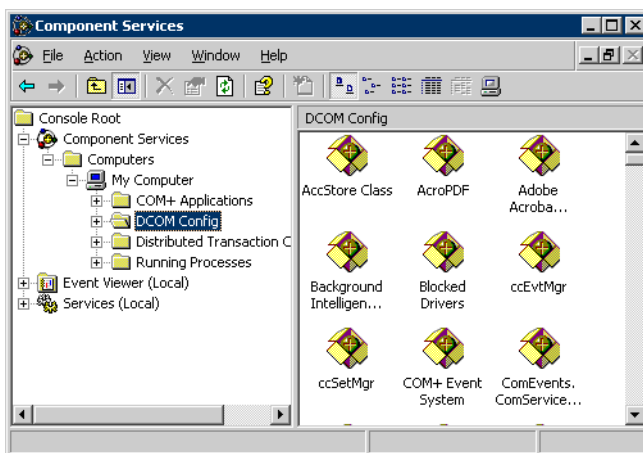 Component Services
File Action View Window Help
Console Root
Component Services
Computers
My Computer
COM+ Applications
DCOM Config
Distributed Transaction C
Running Processes
Event Viewer (Local)
Services (Local)
DCOM Config
AccStore Class
AcroPDF
Adobe
Acroba...
Background
Intelligen...
Blocked
Drivers
ccEvtMgr
ccSetMgr
COM+ Event
System
ComEvents.
ComService...